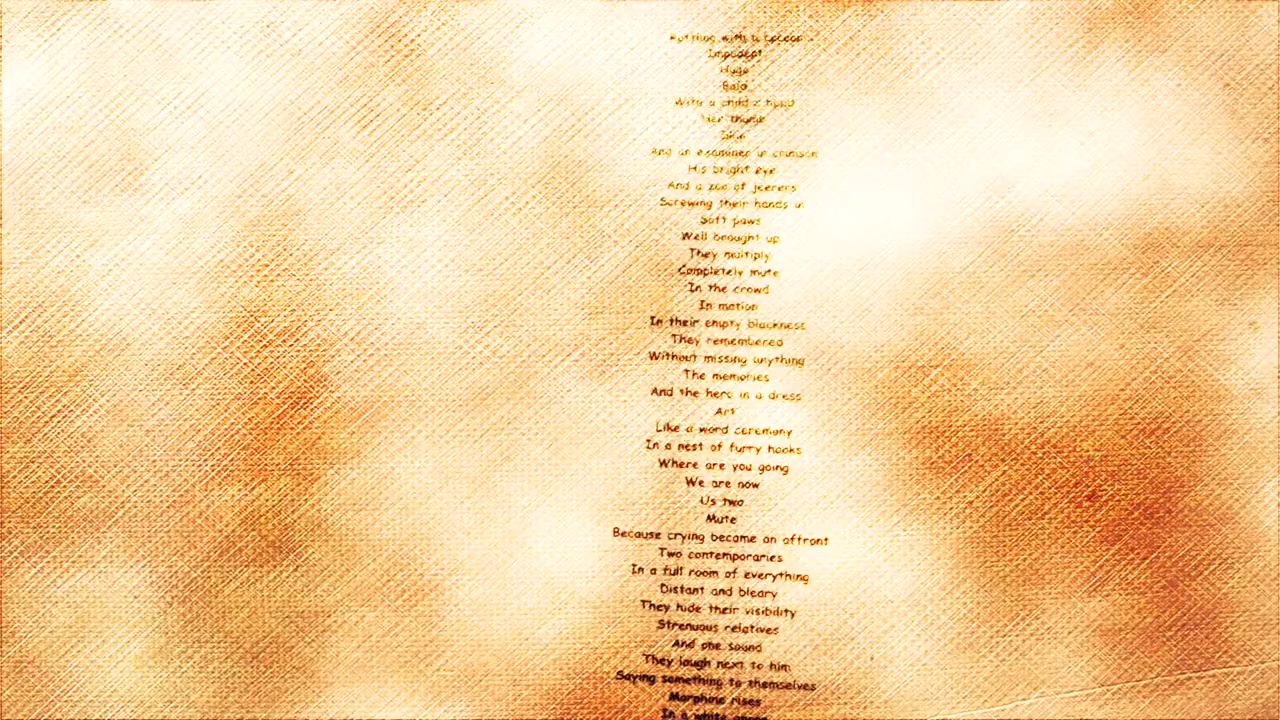 with a
Impudent
Huge
Bald
With a child's hand
Her thumb
And an examiner in crimson
His bright eye
And a zoo of jeerers
Screwing their hands in
Soft paws
Well brought up
They multiply
Completely mute
In the crowd
In motion
In their empty blackness
They remembered
Without missing anything
The memories
And the hero in a dress
Art
Like a word ceremony
In a nest of furry hooks
Where are you going
We are now
Us two
Mute
Because crying became an affront
Two contemporaries
In a full room of everything
Distant and bleary
They hide their visibility
Strenuous relatives
And one sound
They laugh next to him
Saying something to themselves
Morphine rises
In a white